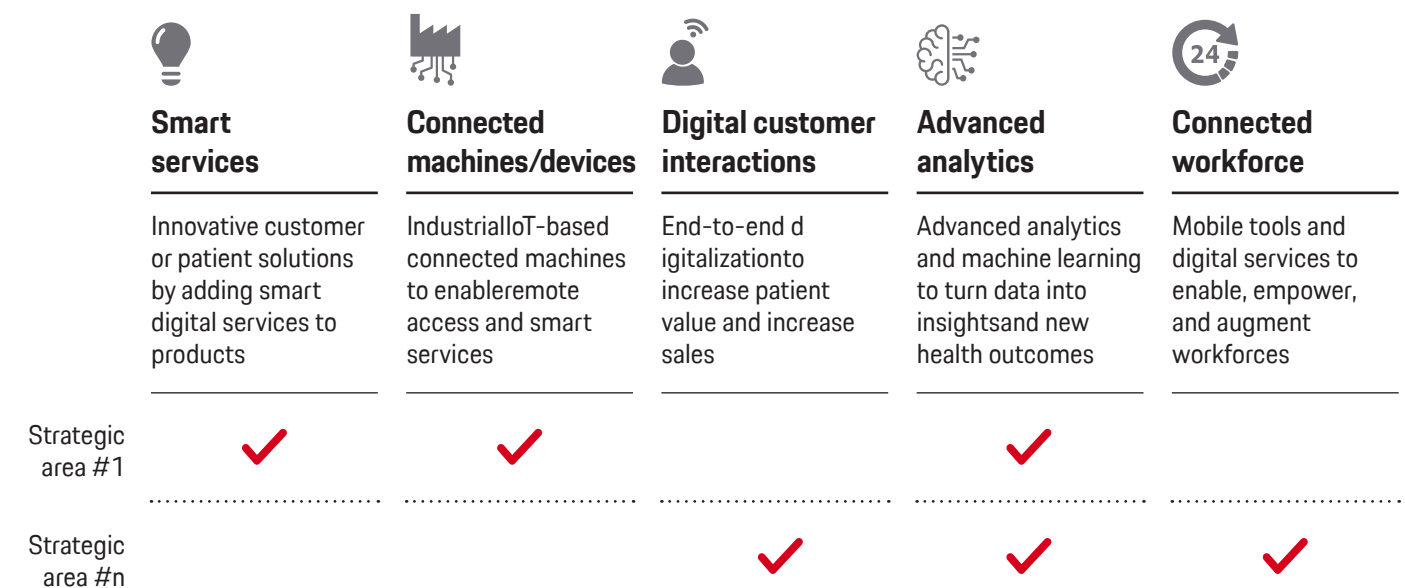 24
Smart
services
Connected
machines/devices
Digital customer
interactions
Advanced
analytics
Connected
workforce
Innovative customer
or patient solutions
by adding smart
digital services to
products
IndustrialIoT-based
connected machines
to enableremote
access and smart
services
End-to-end d
igitalizationto
increase patient
value and increase
sales
Advanced analytics
and machine learning
to turn data into
insightsand new
health outcomes
Mobile tools and
digital services to
enable, empower,
and augment
workforces
Strategic
area #1
Strategic
area #n